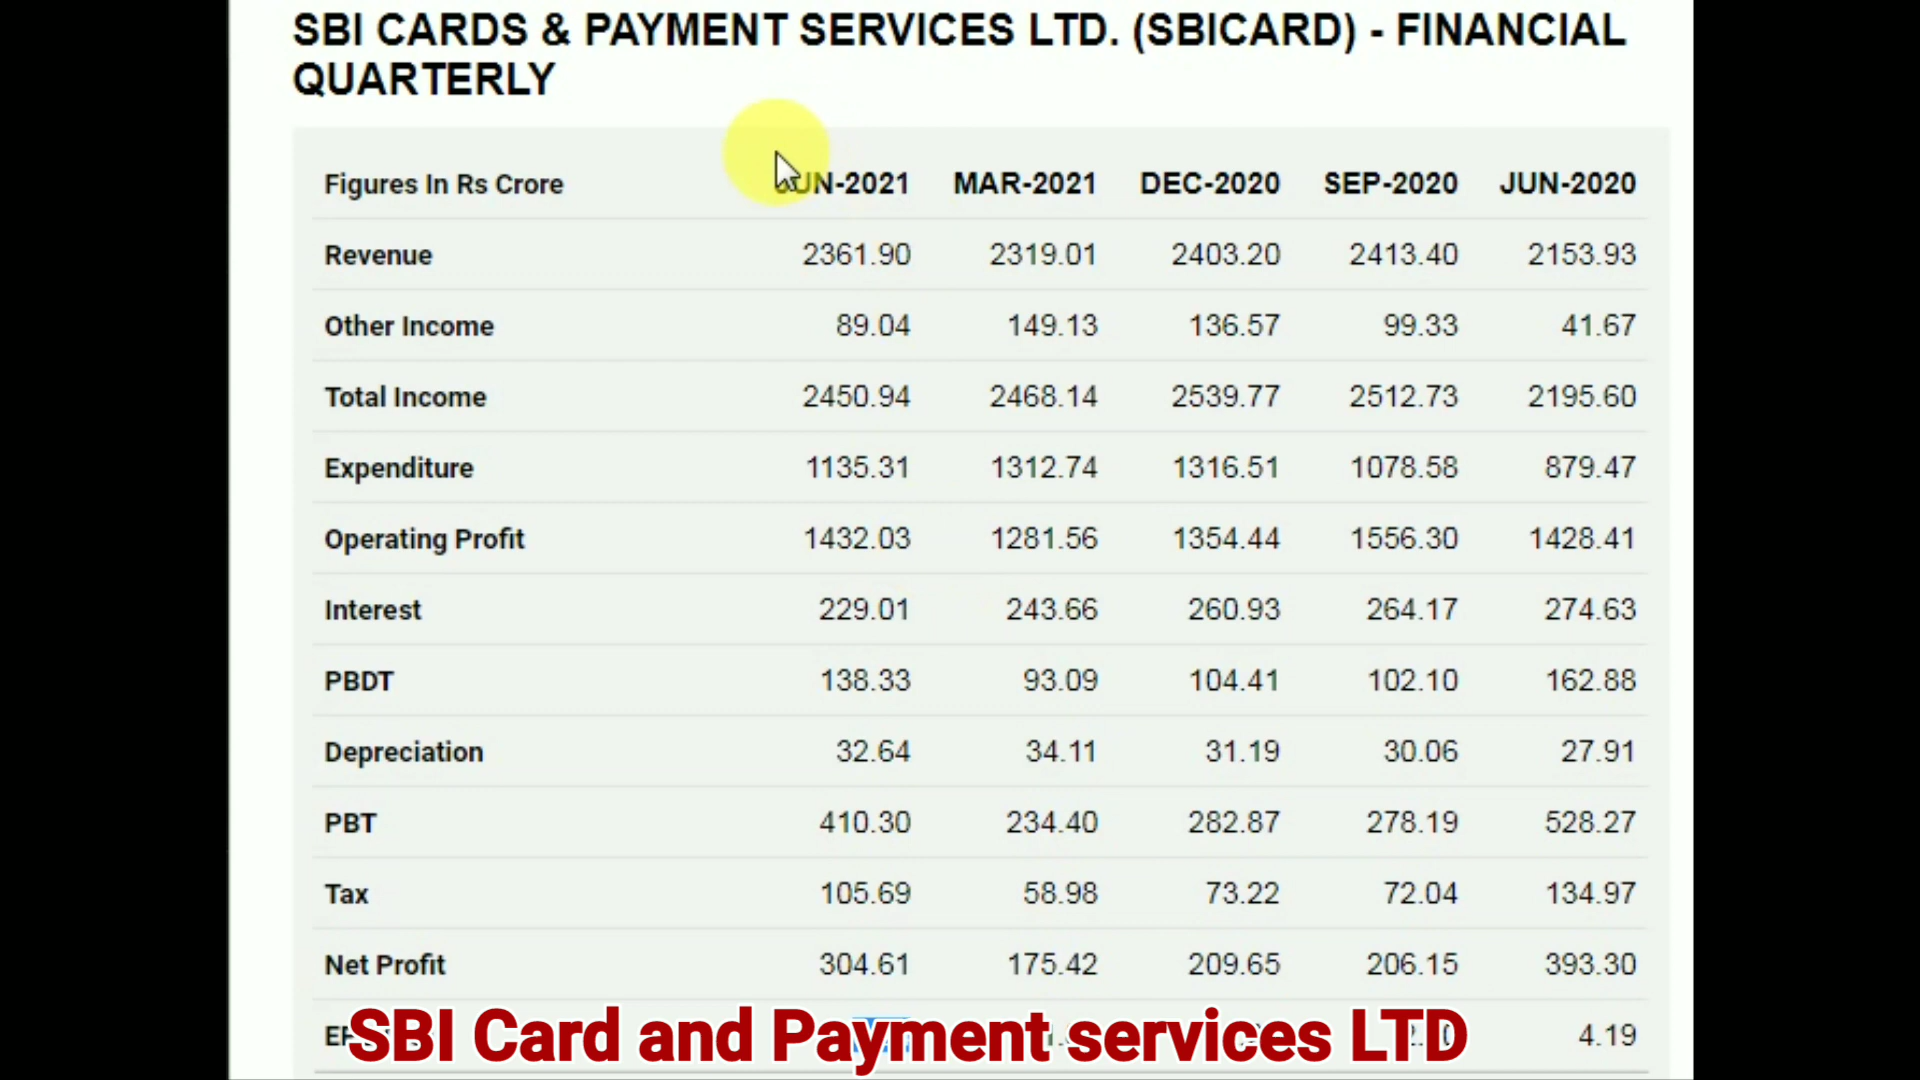 SBI CARDS & PAYMENT SERVICES LTD. (SBICARD) - FINANCIAL
QUARTERLY
Figures In Rs Crore JUN-2021 MAR-2021 DEC-2020 SEP-2020 JUN-2020
Revenue 2361.90 2319.01 2403.20 2413.40 2153.93
Other Income 89.04 149.13 136.57 99.33 41.67
Total Income 2450.94 2468.14 2539.77 2512.73 2195.60
Expenditure 1135.31 1312.74 1316.51 1078.58 879.47
Operating Profit 1432.03 1281.56 1354.44 1556.30 1428.41
Interest 229.01 243.66 260.93 264.17 274.63
PBDT 138.33 93.09 104.41 102.10 162.88
Depreciation 32.64 34.11 31.19 30.06 27.91
PBT 410.30 234.40 282.87 278.19 528.27
Tax 105.69 58.98 73.22 72.04 134.97
Net Profit 304.61 175.42 209.65 206.15 393.30
4.19
SBI Card and Payment services LTD